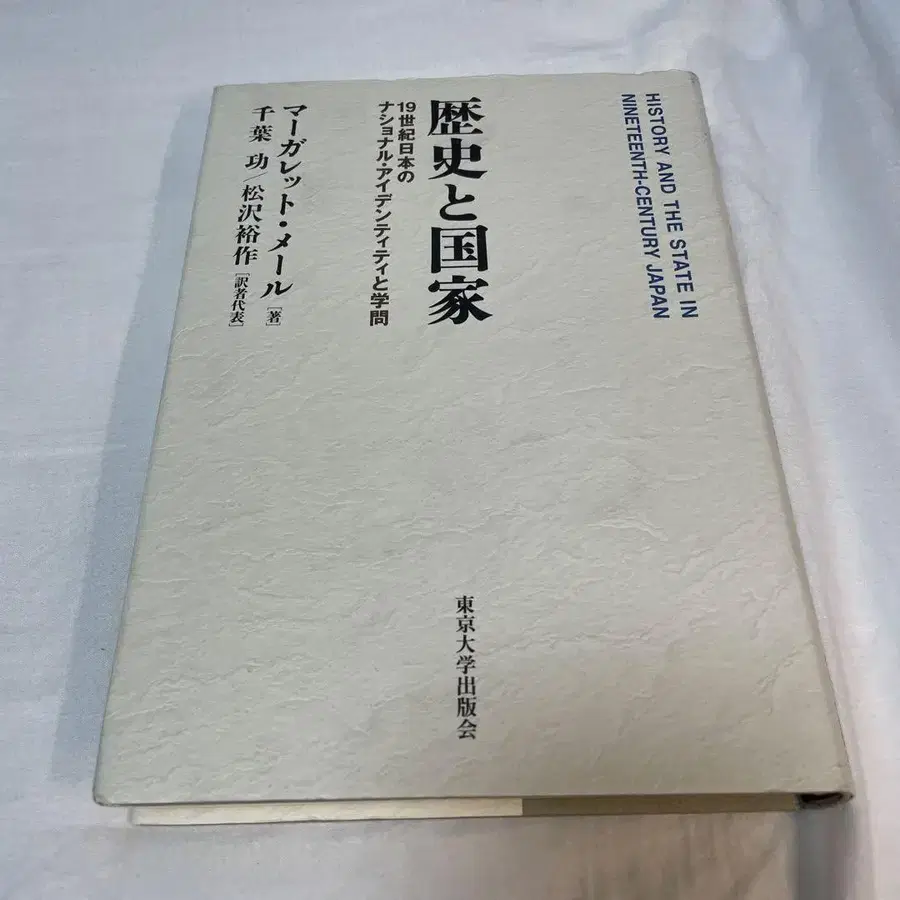 HISTORY AND THE STATE IN
NINETEENTH-CENTURY JAPAN
歴史と国家
19世紀日本の
ナショナル・アイデンティティと学問
マーガレット・メール[著]
千葉 功/松沢裕作[訳者代表]
東京大学出版会